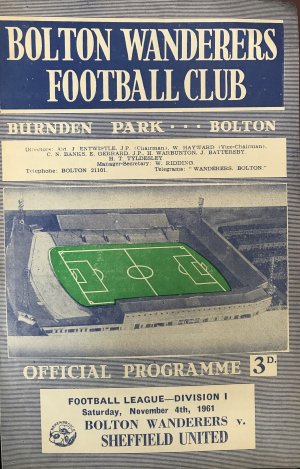 BOLTON WANDERERS
FOOTBALL CLUB
BURNDEN PARK . . BOLTON
Directors: Ald. J. ENTWISTLE, J.P. (Chairman), W. HAYWARD (Vice-Chairman),
C. N. BANKS, E. GERRARD, J.P., H. WARBURTON, J. BATTERSBY,
H. T. TYLDESLEY.
Manager-Secretary: W. RIDDING.
Telephone: BOLTON 21101. Telegrams: "WANDERERS, BOLTON."
OFFICIAL PROGRAMME 3D.
FOOTBALL LEAGUE—DIVISION I
Saturday, November 4th, 1961
BOLTON WANDERERS v.
SHEFFIELD UNITED